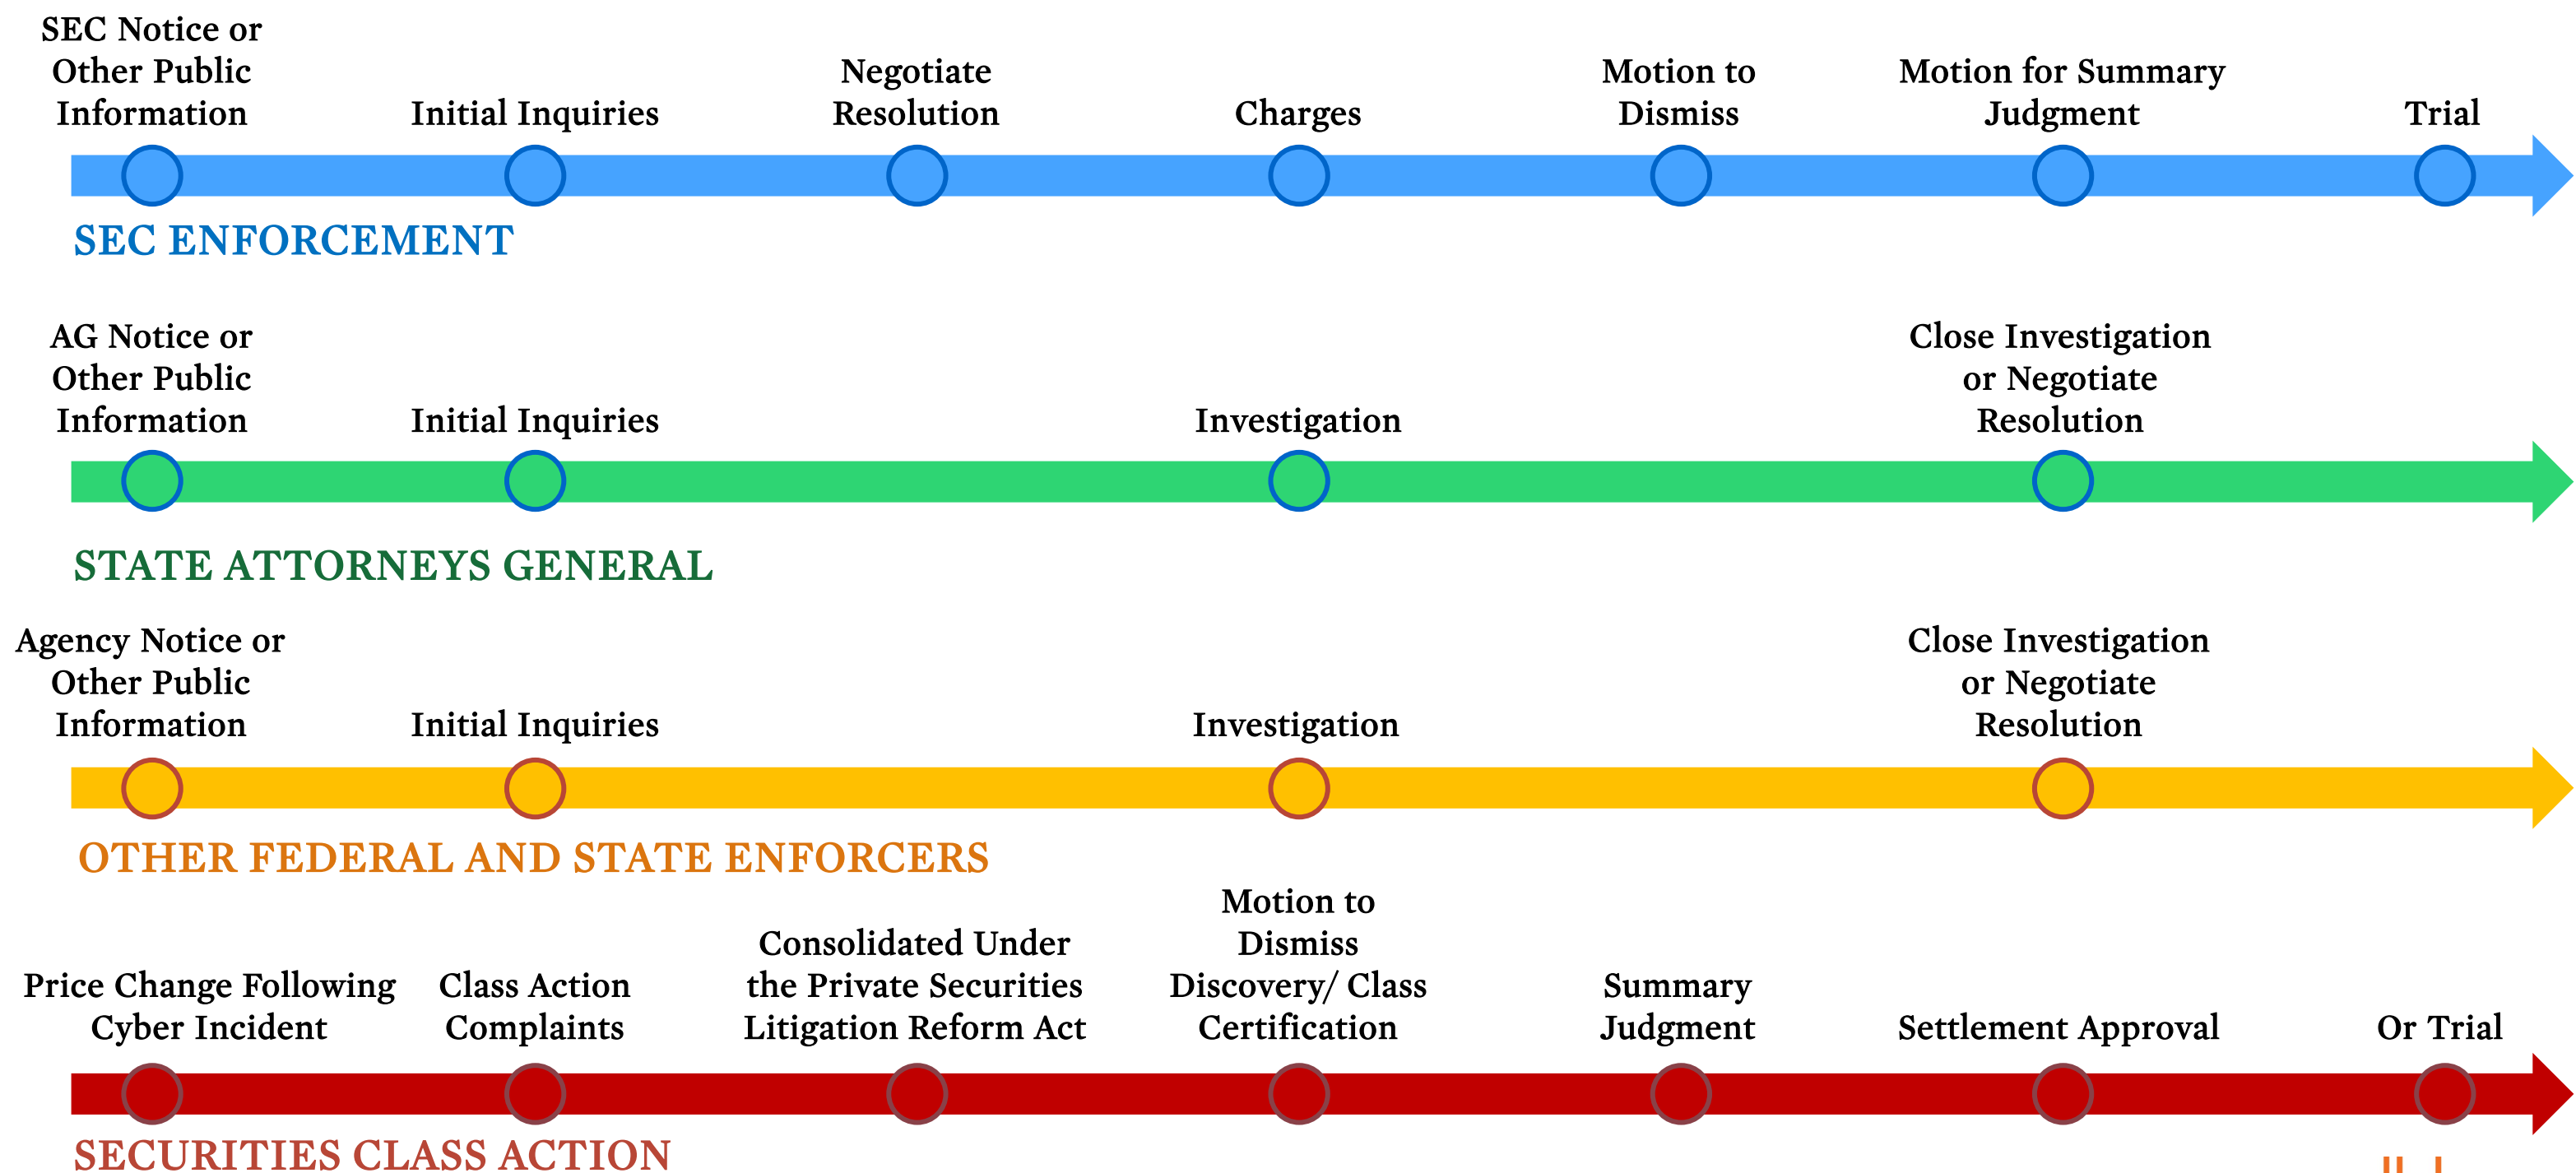 SEC Notice or
Other Public
Information
Initial Inquiries
Negotiate
Resolution
Charges
Motion to
Dismiss
Motion for Summary
Judgment
Trial
SEC ENFORCEMENT
AG Notice or
Other Public
Information
Initial Inquiries
Investigation
Close Investigation
or Negotiate
Resolution
STATE ATTORNEYS GENERAL
Agency Notice or
Other Public
Information
Initial Inquiries
Investigation
Close Investigation
or Negotiate
Resolution
OTHER FEDERAL AND STATE ENFORCERS
Price Change Following
Cyber Incident
Class Action
Complaints
Consolidated Under
the Private Securities
Litigation Reform Act
Motion to
Dismiss
Discovery/ Class
Certification
Summary
Judgment
Settlement Approval
Or Trial
SECURITIES CLASS ACTION